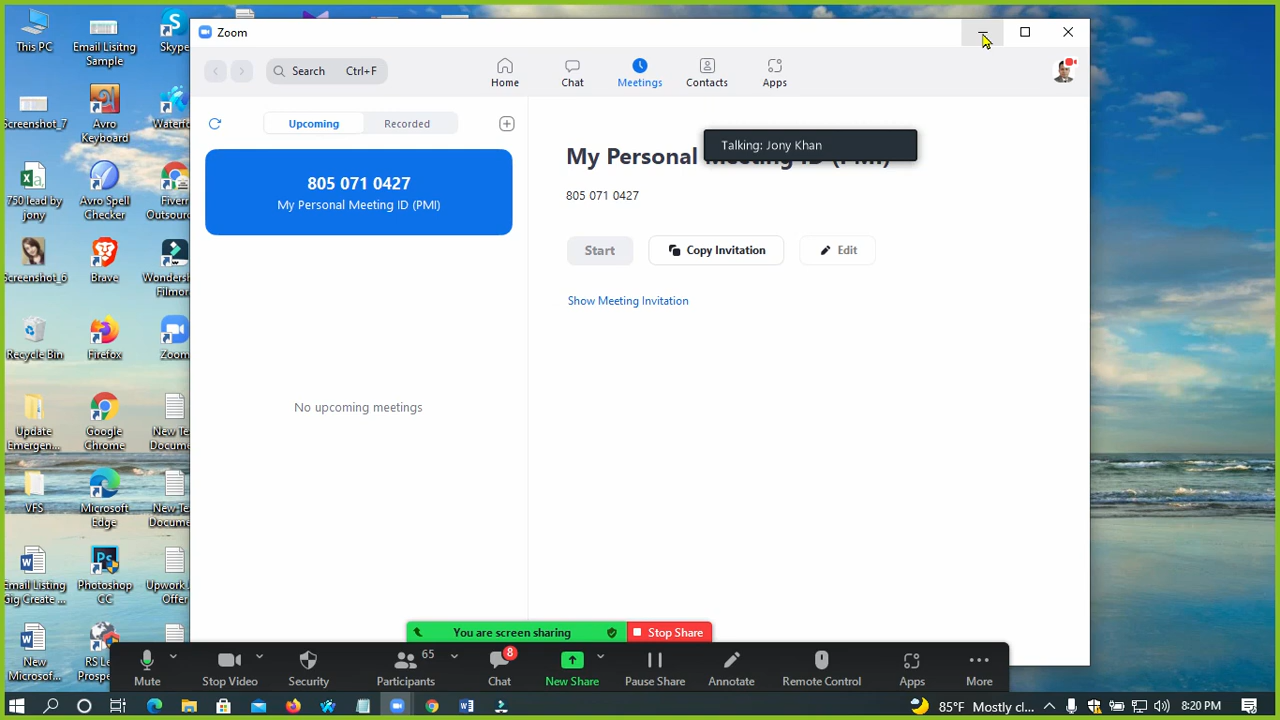 This PC
Email Lisitng
Sample
Skype
Zoom
Search
Ctrl+F
Home
Chat
Meetings
Contacts
Apps
Upcoming
Recorded
Talking: Jony Khan
805 071 0427
My Personal Meeting ID (PMI)
My Personal Meeting ID (PMI)
805 071 0427
Start
Copy Invitation
Edit
Show Meeting Invitation
No upcoming meetings
Screenshot_7
Avro
Keyboard
Waterf
750 lead by
jony
Avro Spell
Checker
Fiverr
Outsour
Screenshot_6
Brave
Wondersh
Filmor
Recycle Bin
Firefox
Zoom
Update
Emergen...
Google
Chrome
New Te
Docume
VFS
Microsoft
Edge
New Te
Docume
Email Listing
Gig Create ...
Photoshop
CC
Upwork
Offer
New
Microsof...
RS Le
Prospe
You are screen sharing
Stop Share
Mute
Stop Video
Security
Participants
65
Chat
8
New Share
Pause Share
Annotate
Remote Control
Apps
More
85°F Mostly cl...
8:20 PM